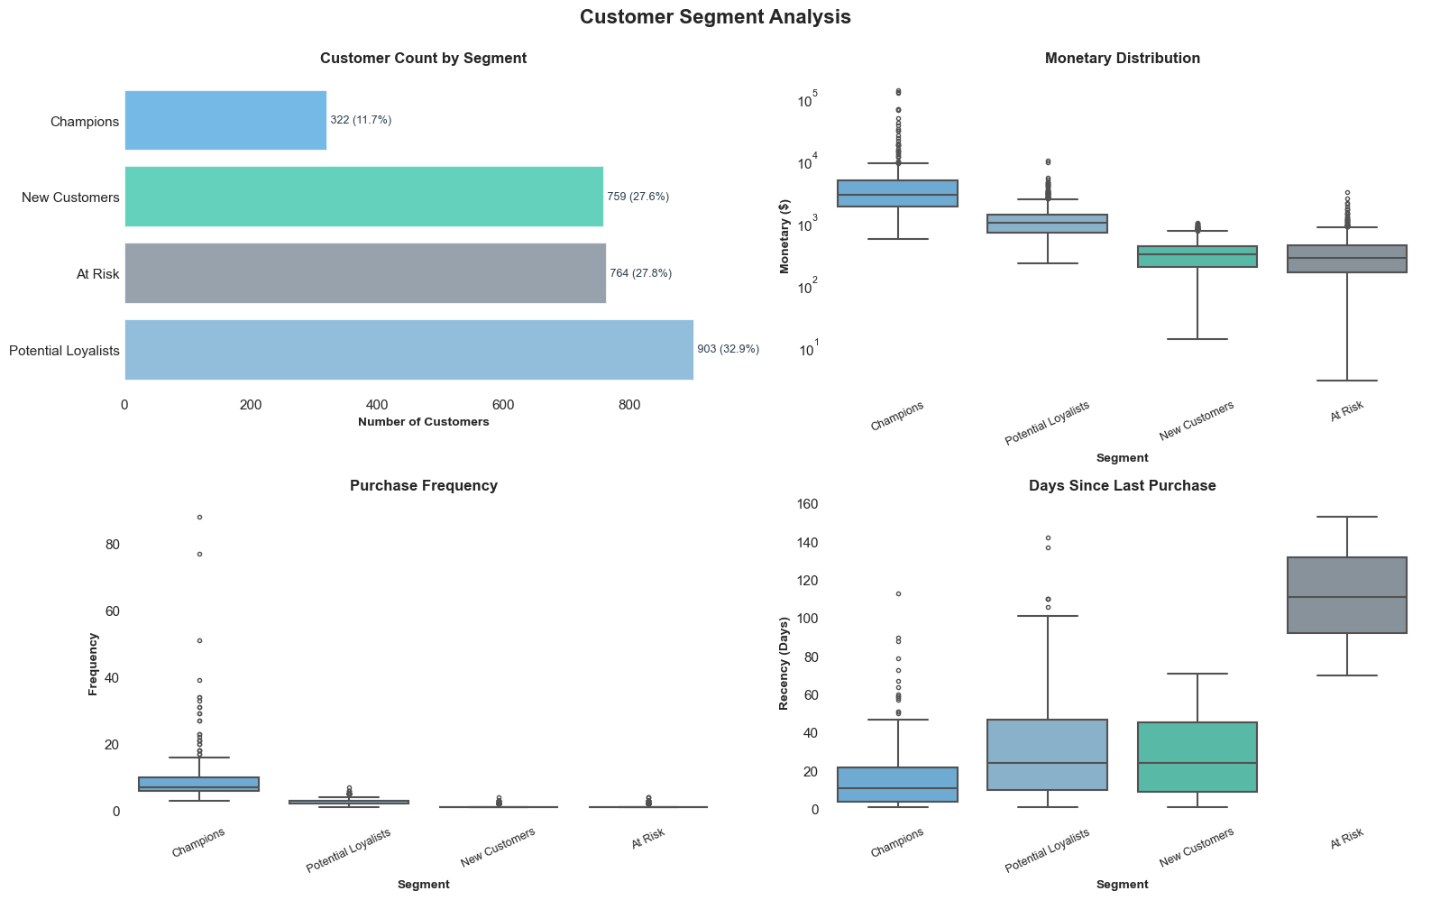 Customer Segment Analysis
Customer Count by Segment
Champions
322 (11.7%)
New Customers
759 (27.6%)
At Risk
764 (27.8%)
Potential Loyalists
903 (32.9%)
0 200 400 600 800
Number of Customers
Monetary Distribution
Monetary ($)
10^5
10^4
10^3
10^2
10^1
Champions
Potential Loyalists
New Customers
At Risk
Segment
Purchase Frequency
Frequency
80
60
40
20
0
Champions
Potential Loyalists
New Customers
At Risk
Segment
Days Since Last Purchase
Recency (Days)
160
140
120
100
80
60
40
20
0
Champions
Potential Loyalists
New Customers
At Risk
Segment